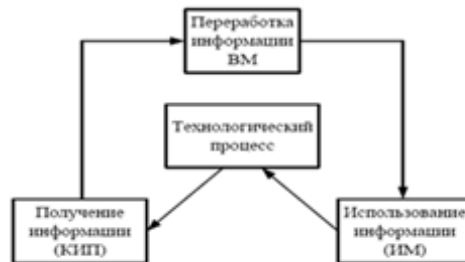 Переработка
информации
ВМ
Технологический
процесс
Получение
информации
(КИП)
Использование
информации
(ИМ)